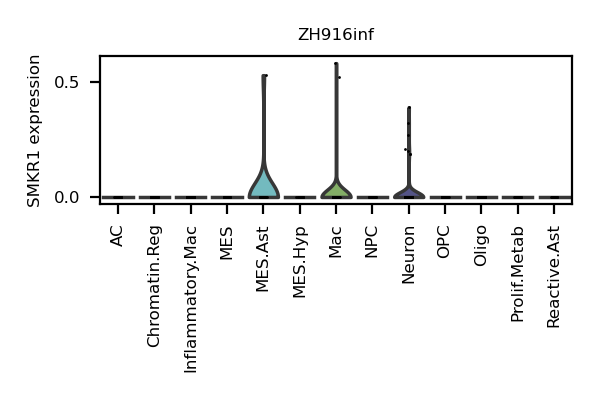 ZH916inf
SMKR1 expression
0.5
0.0
AC
Chromatin.Reg
Inflammatory.Mac
MES
MES.Ast
MES.Hyp
Mac
NPC
Neuron
OPC
Oligo
Prolif.Metab
Reactive.Ast